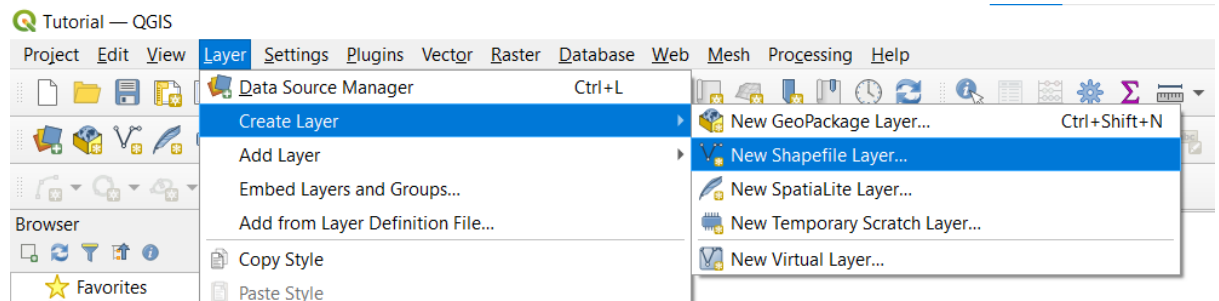 Tutorial — QGIS
Project Edit View Layer Settings Plugins Vector Raster Database Web Mesh Processing Help
Data Source Manager Ctrl+L
Create Layer
New GeoPackage Layer... Ctrl+Shift+N
Add Layer
New Shapefile Layer...
Embed Layers and Groups...
New SpatiaLite Layer...
Browser
Add from Layer Definition File...
New Temporary Scratch Layer...
Copy Style
New Virtual Layer...
Favorites
Paste Style